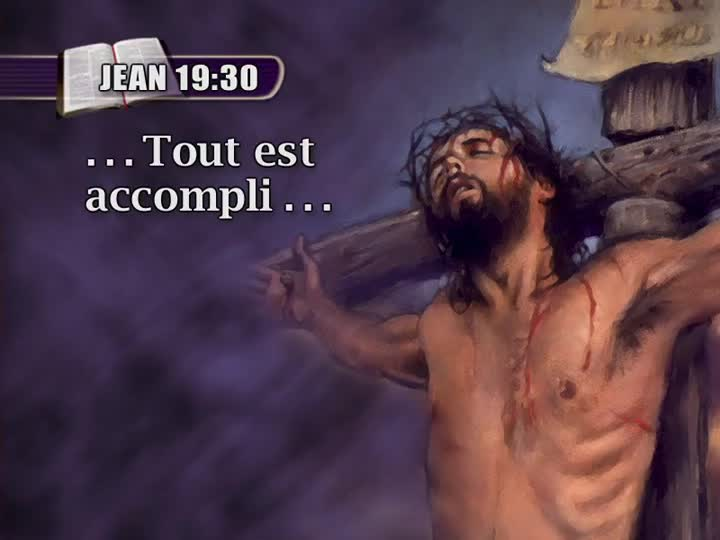 JEAN 19:30
. . . Tout est
accompli . . .